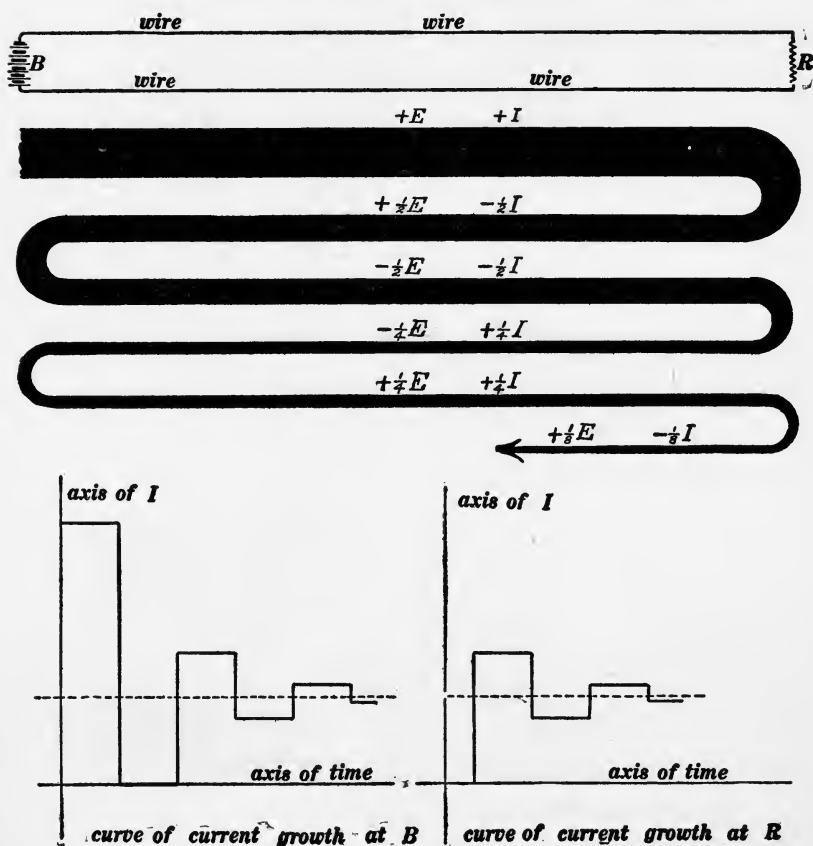 wire wire
B R
wire wire
+E +I
+½E -½I
-½E -½I
-¼E +¼I
+¼E +¼I
+⅛E -⅛I
axis of I axis of I
axis of time axis of time
curve of current growth at B curve of current growth at R